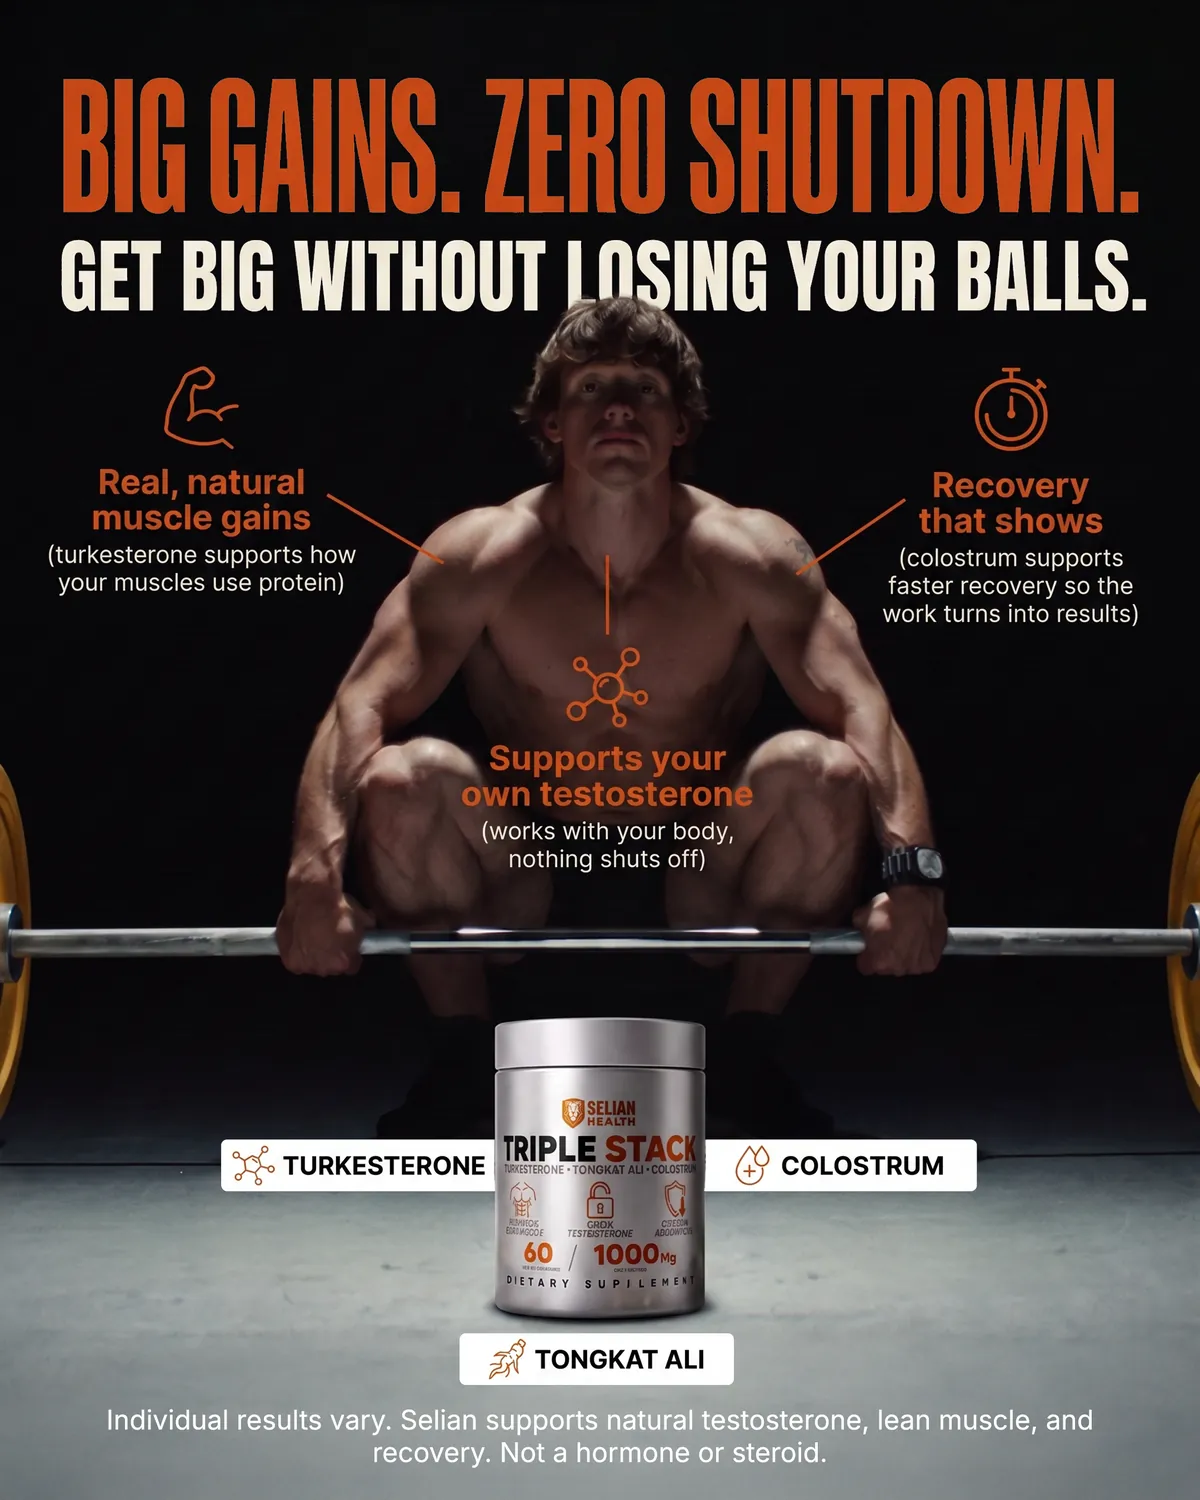 BIG GAINS. ZERO SHUTDOWN.
GET BIG WITHOUT LOSING YOUR BALLS.
Real, natural
muscle gains
(turkesterone supports how
your muscles use protein)
Recovery
that shows
(colostrum supports
faster recovery so the
work turns into results)
Supports your
own testosterone
(works with your body,
nothing shuts off)
SELIAN
HEALTH
TRIPLE STACK
TURKESTERONE • TONGKAT ALI • COLOSTRUM
60 / 1000Mg
DIETARY SUPILEMENT
TURKESTERONE
COLOSTRUM
TONGKAT ALI
Individual results vary. Selian supports natural testosterone, lean muscle, and
recovery. Not a hormone or steroid.